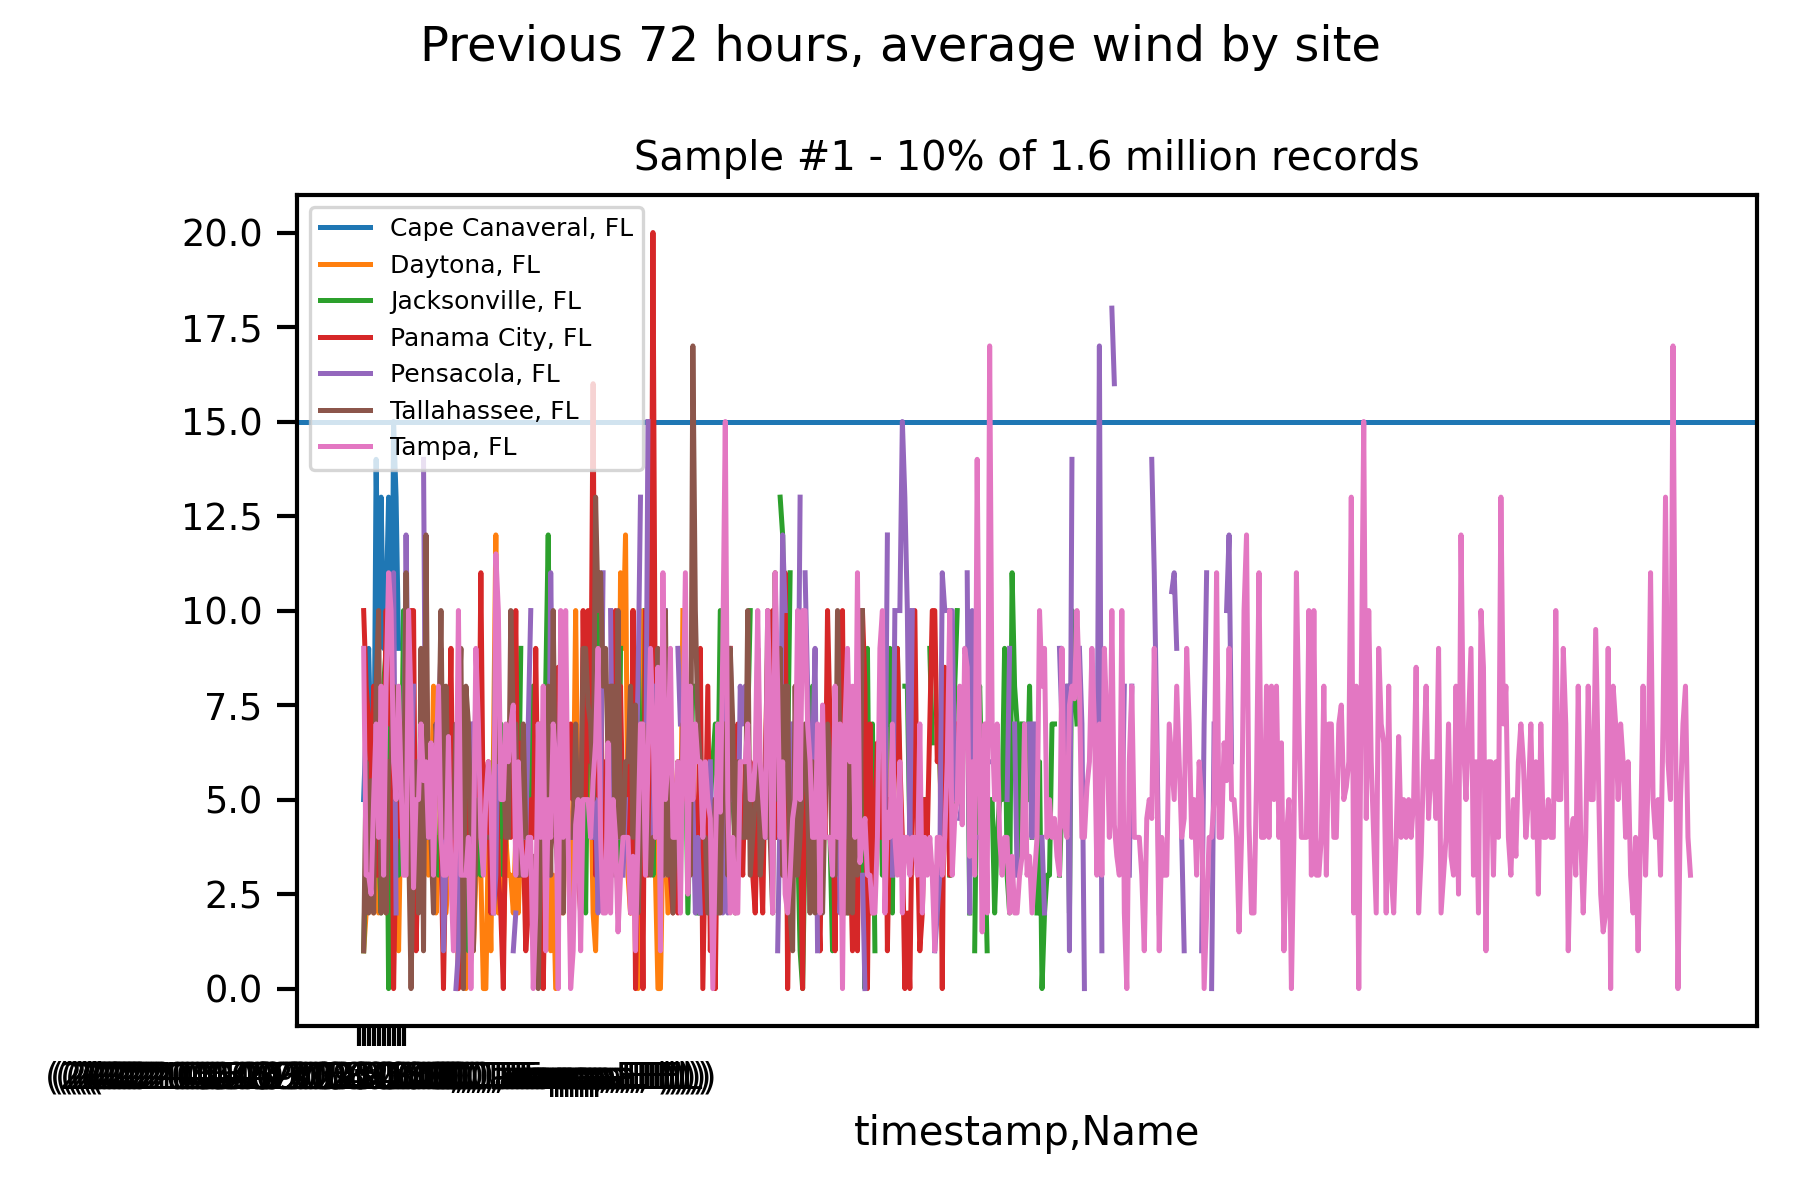 Previous 72 hours, average wind by site
Sample #1 - 10% of 1.6 million records
20.0
17.5
15.0
12.5
10.0
7.5
5.0
2.5
0.0
Cape Canaveral, FL
Daytona, FL
Jacksonville, FL
Panama City, FL
Pensacola, FL
Tallahassee, FL
Tampa, FL
timestamp,Name